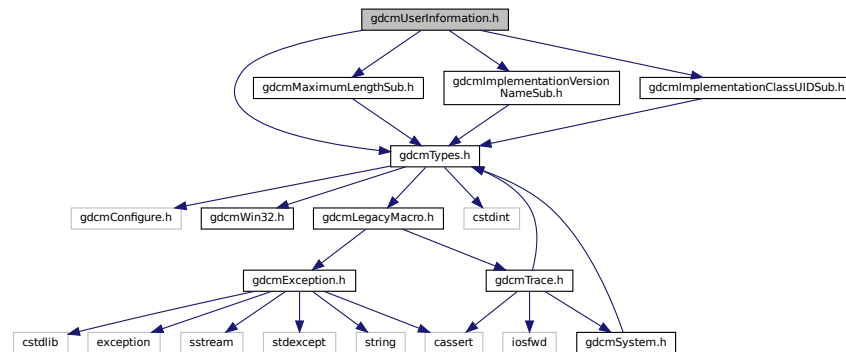 gdcmUserInformation.h
gdcmMaximumLengthSub.h
gdcmImplementationVersion
NameSub.h
gdcmImplementationClassUIDSub.h
gdcmTypes.h
gdcmConfigure.h
gdcmWin32.h
gdcmLegacyMacro.h
cstdint
gdcmException.h
gdcmTrace.h
cstdlib
exception
sstream
stdexcept
string
cassert
iosfwd
gdcmSystem.h